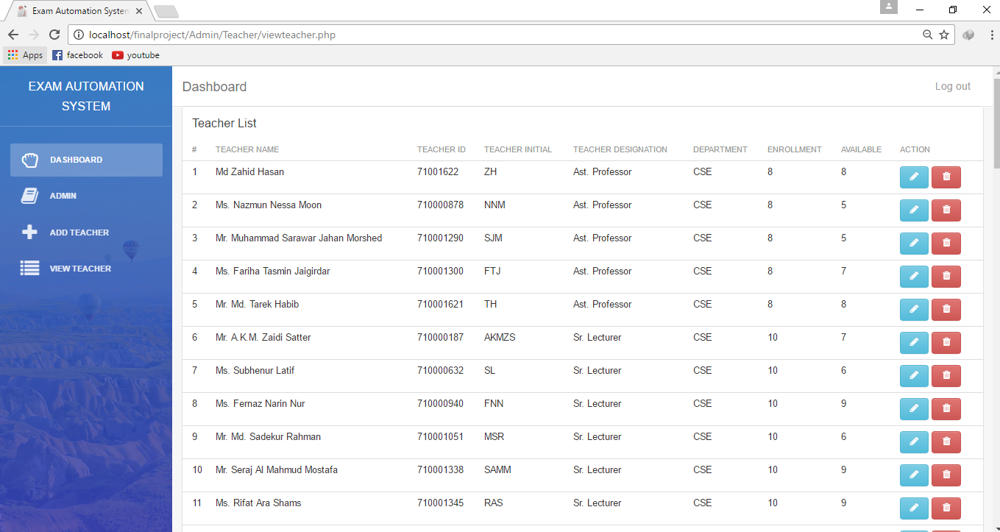 Exam Automation System
localhost/finalproject/Admin/Teacher/viewteacher.php
Apps facebook youtube
EXAM AUTOMATION
SYSTEM
DASHBOARD
ADMIN
ADD TEACHER
VIEW TEACHER
Dashboard Log out
Teacher List
# TEACHER NAME TEACHER ID TEACHER INITIAL TEACHER DESIGNATION DEPARTMENT ENROLLMENT AVAILABLE ACTION
1 Md Zahid Hasan 71001622 ZH Ast. Professor CSE 8 8
2 Ms. Nazmun Nessa Moon 710000878 NNM Ast. Professor CSE 8 5
3 Mr. Muhammad Sarawar Jahan Morshed 710001290 SJM Ast. Professor CSE 8 5
4 Ms. Fariha Tasmin Jaigirdar 710001300 FTJ Ast. Professor CSE 8 7
5 Mr. Md. Tarek Habib 710001621 TH Ast. Professor CSE 8 8
6 Mr. A.K.M. Zaidi Satter 710000187 AKMZS Sr. Lecturer CSE 10 7
7 Ms. Subhenur Latif 710000632 SL Sr. Lecturer CSE 10 6
8 Ms. Fernaz Narin Nur 710000940 FNN Sr. Lecturer CSE 10 9
9 Mr. Md. Sadekur Rahman 710001051 MSR Sr. Lecturer CSE 10 6
10 Mr. Seraj Al Mahmud Mostafa 710001338 SAMM Sr. Lecturer CSE 10 9
11 Ms. Rifat Ara Shams 710001345 RAS Sr. Lecturer CSE 10 9